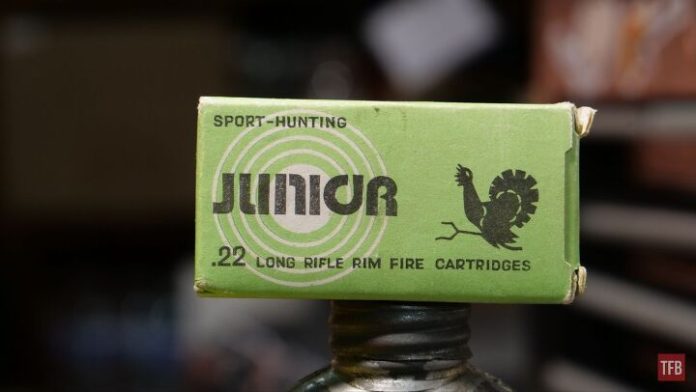 SPORT-HUNTING
JUNIOR
.22 LONG RIFLE RIM FIRE CARTRIDGES
TFB